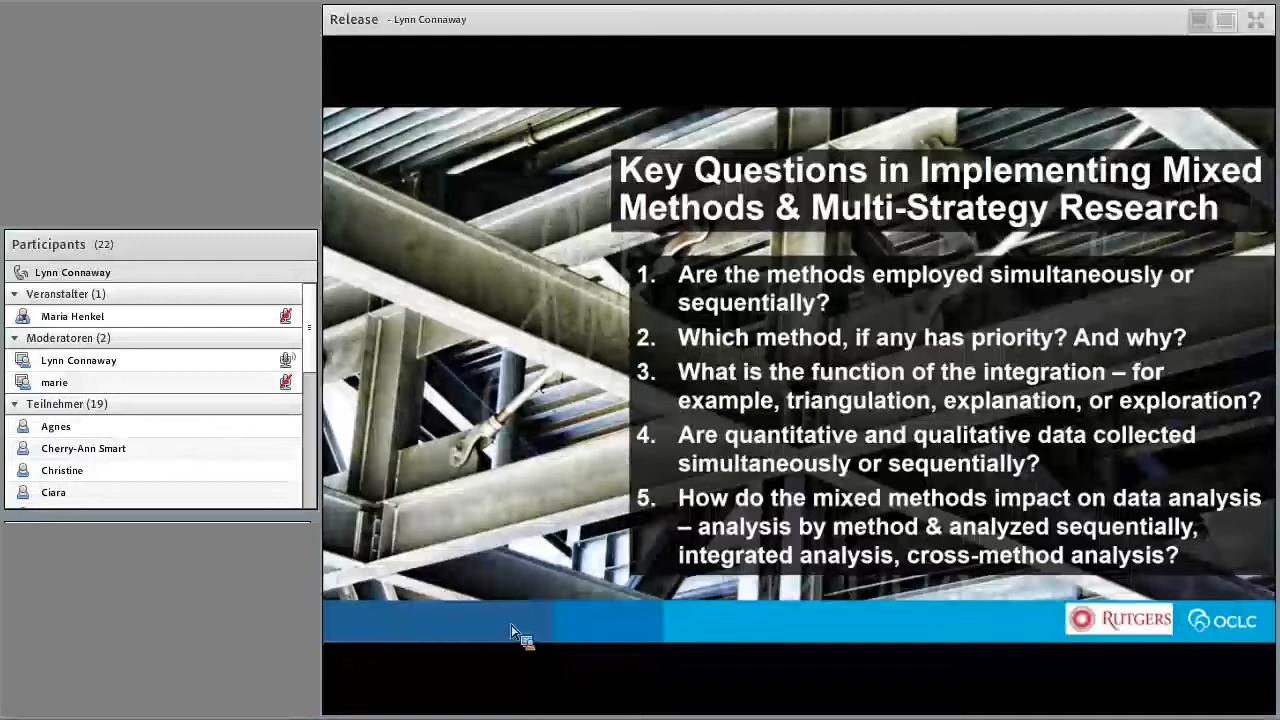 Release - Lynn Connaway
Participants (22)
Lynn Connaway
Veranstalter (1)
Maria Henkel
Moderatoren (2)
Lynn Connaway
marie
Teilnehmer (19)
Agnes
Cherry-Ann Smart
Christine
Ciara
Key Questions in Implementing Mixed
Methods & Multi-Strategy Research
1. Are the methods employed simultaneously or
sequentially?
2. Which method, if any has priority? And why?
3. What is the function of the integration – for
example, triangulation, explanation, or exploration?
4. Are quantitative and qualitative data collected
simultaneously or sequentially?
5. How do the mixed methods impact on data analysis
– analysis by method & analyzed sequentially,
integrated analysis, cross-method analysis?
RUTGERS
OCLC